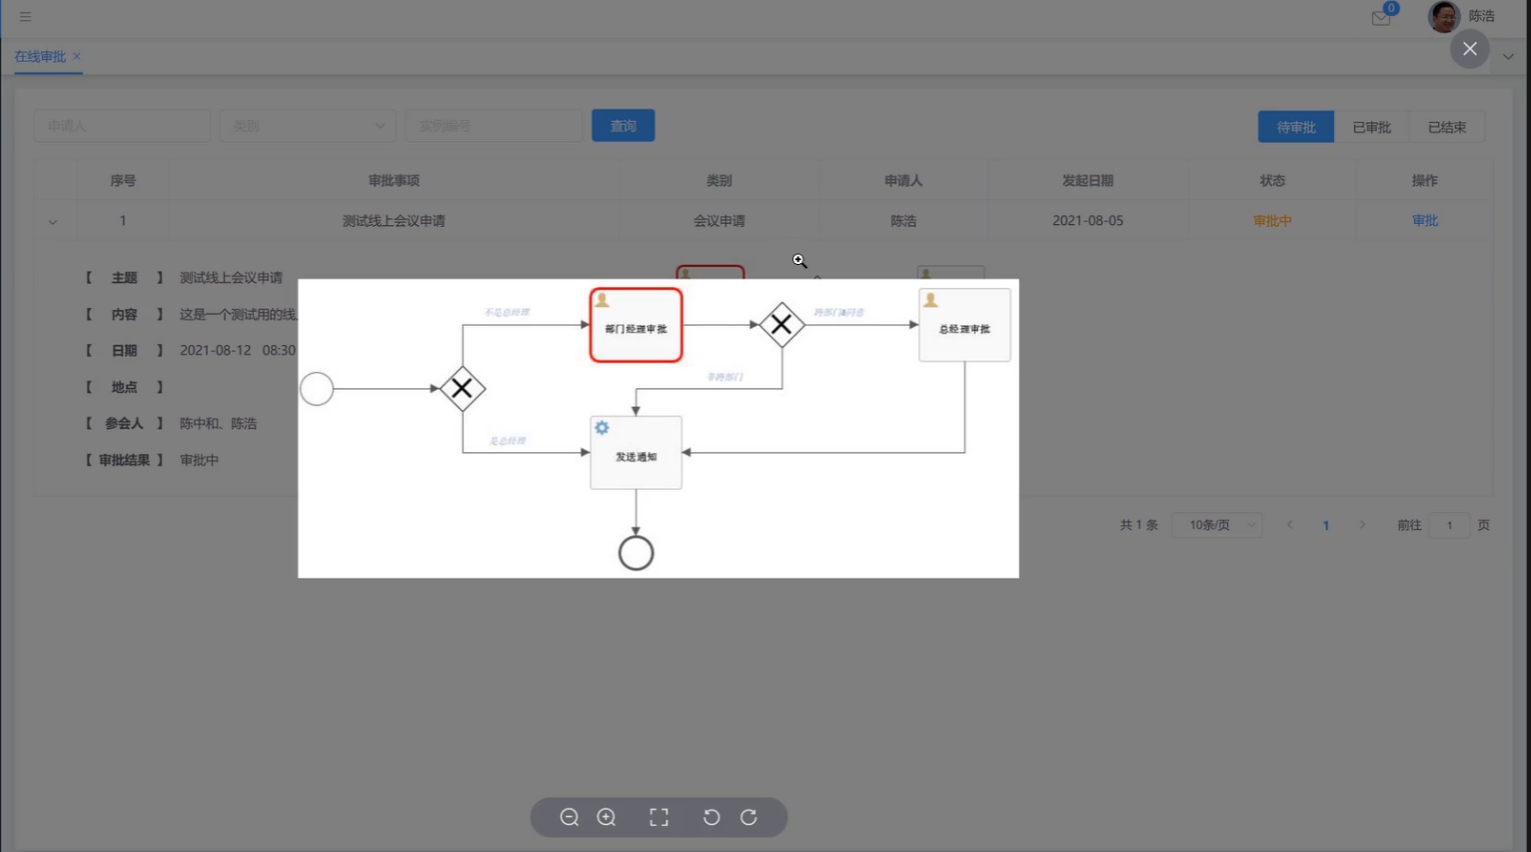 0
陈浩
在线审批 ×
申请人 类别 实例编号 查询 待审批 已审批 已结束
序号 审批事项 类别 申请人 发起日期 状态 操作
1 测试线上会议申请 会议申请 陈浩 2021-08-05 审批中 审批
【 主题 】 测试线上会议申请
【 内容 】 这是一个测试用的线
【 日期 】 2021-08-12 08:30
【 地点 】
【 参会人 】 陈中和、陈浩
【 审批结果 】 审批中
不是总经理
部门经理审批
总经理审批
非跨部门
是总经理
发送通知
共 1 条 10条/页 1 前往 1 页